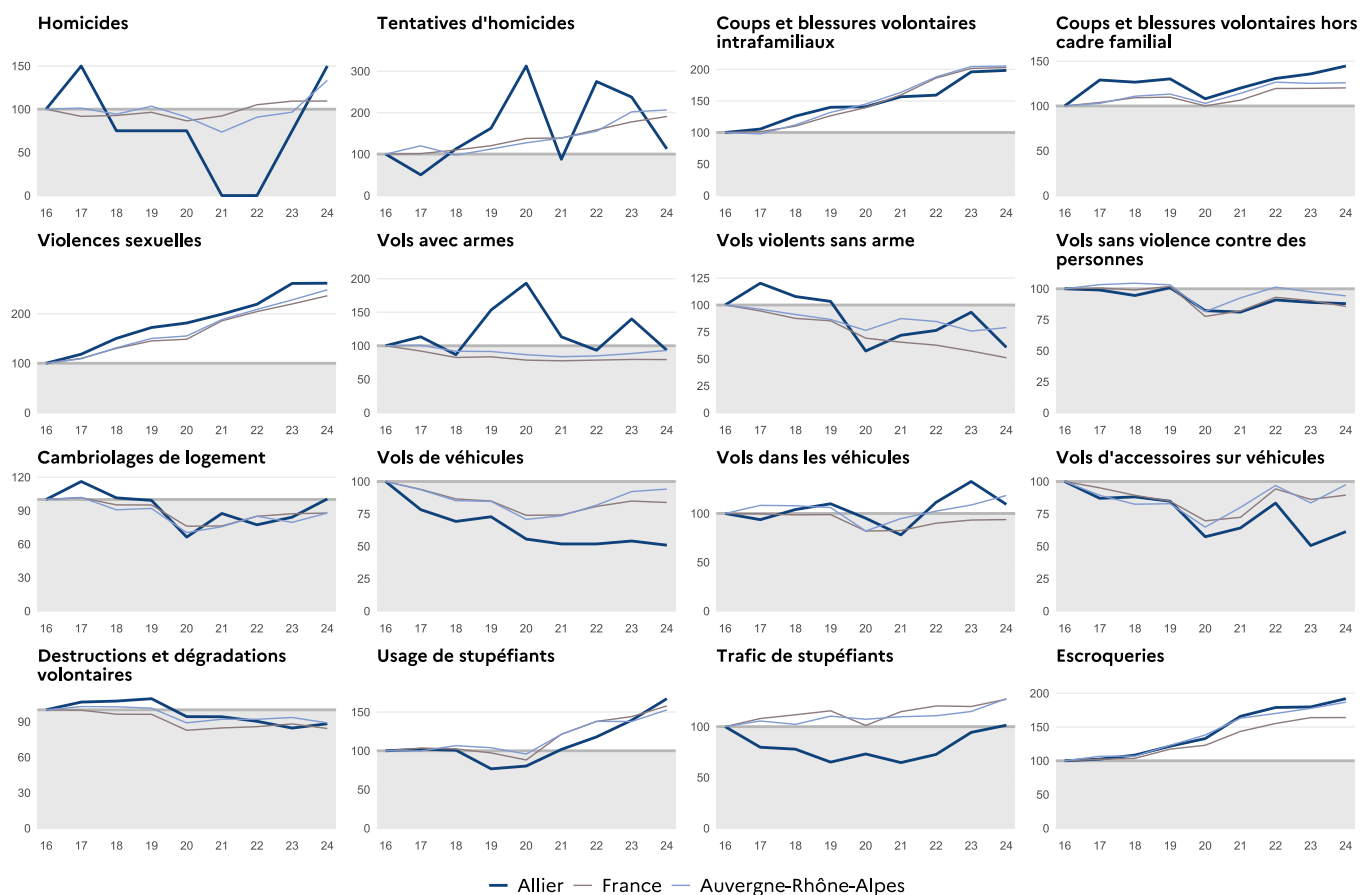 Homicides
Tentatives d'homicides
Coups et blessures volontaires
intrafamiliaux
Coups et blessures volontaires hors
cadre familial
150
100
50
0
16 17 18 19 20 21 22 23 24
300
200
100
0
16 17 18 19 20 21 22 23 24
200
150
100
50
0
16 17 18 19 20 21 22 23 24
150
100
50
0
16 17 18 19 20 21 22 23 24
Violences sexuelles
Vols avec armes
Vols violents sans arme
Vols sans violence contre des
personnes
200
100
0
16 17 18 19 20 21 22 23 24
200
150
100
50
0
16 17 18 19 20 21 22 23 24
125
100
75
50
25
0
16 17 18 19 20 21 22 23 24
100
75
50
25
0
16 17 18 19 20 21 22 23 24
Cambriolages de logement
Vols de véhicules
Vols dans les véhicules
Vols d'accessoires sur véhicules
120
90
60
30
0
16 17 18 19 20 21 22 23 24
100
75
50
25
0
16 17 18 19 20 21 22 23 24
100
50
0
16 17 18 19 20 21 22 23 24
100
75
50
25
0
16 17 18 19 20 21 22 23 24
Destructions et dégradations
volontaires
Usage de stupéfiants
Trafic de stupéfiants
Escroqueries
90
60
30
0
16 17 18 19 20 21 22 23 24
150
100
50
0
16 17 18 19 20 21 22 23 24
100
50
0
16 17 18 19 20 21 22 23 24
200
150
100
50
0
16 17 18 19 20 21 22 23 24
Allier France Auvergne-Rhône-Alpes